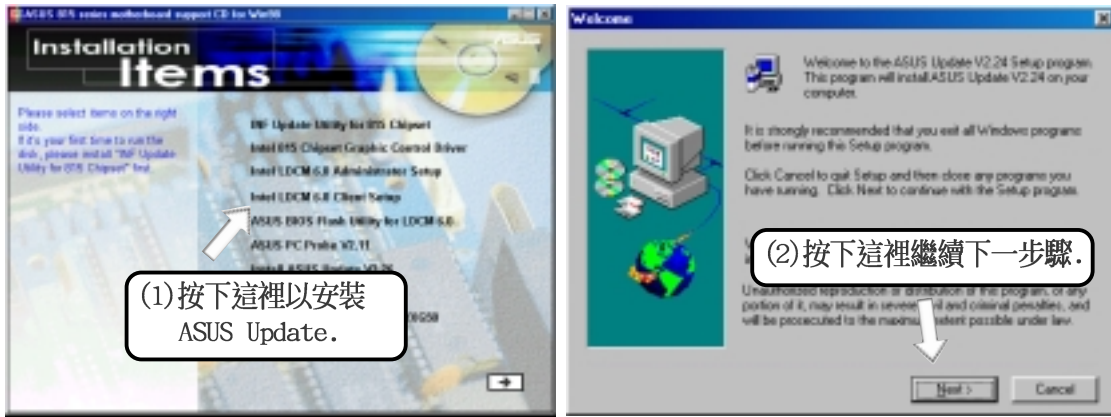 ASUS 815 series motherboard support CD for Win98
Installation
Items
ASUS
Please select items on the right
side.
If it's your first time to run the
disk, please install "INF Update
Utility for 815 Chipset" first.
INF Update Utility for 815 Chipset
Intel 815 Chipset Graphic Control Driver
Intel LDCM 6.0 Administrator Setup
Intel LDCM 6.0 Client Setup
ASUS BIOS Flash Utility for LDCM 6.0
ASUS PC Probe V2.11
Install ASUS Update
(1)按下這裡以安裝
ASUS Update.
Welcome
Welcome to the ASUS Update V2.24 Setup program.
This program will install ASUS Update V2.24 on your
computer.
It is strongly recommended that you exit all Windows programs
before running this Setup program.
Click Cancel to quit Setup and then close any programs you
have running. Click Next to continue with the Setup program.
(2)按下這裡繼續下一步驟.
Unauthorized reproduction or distribution of this program, or any
portion of it, may result in severe civil and criminal penalties, and
will be prosecuted to the maximum extent possible under law.
Next >
Cancel